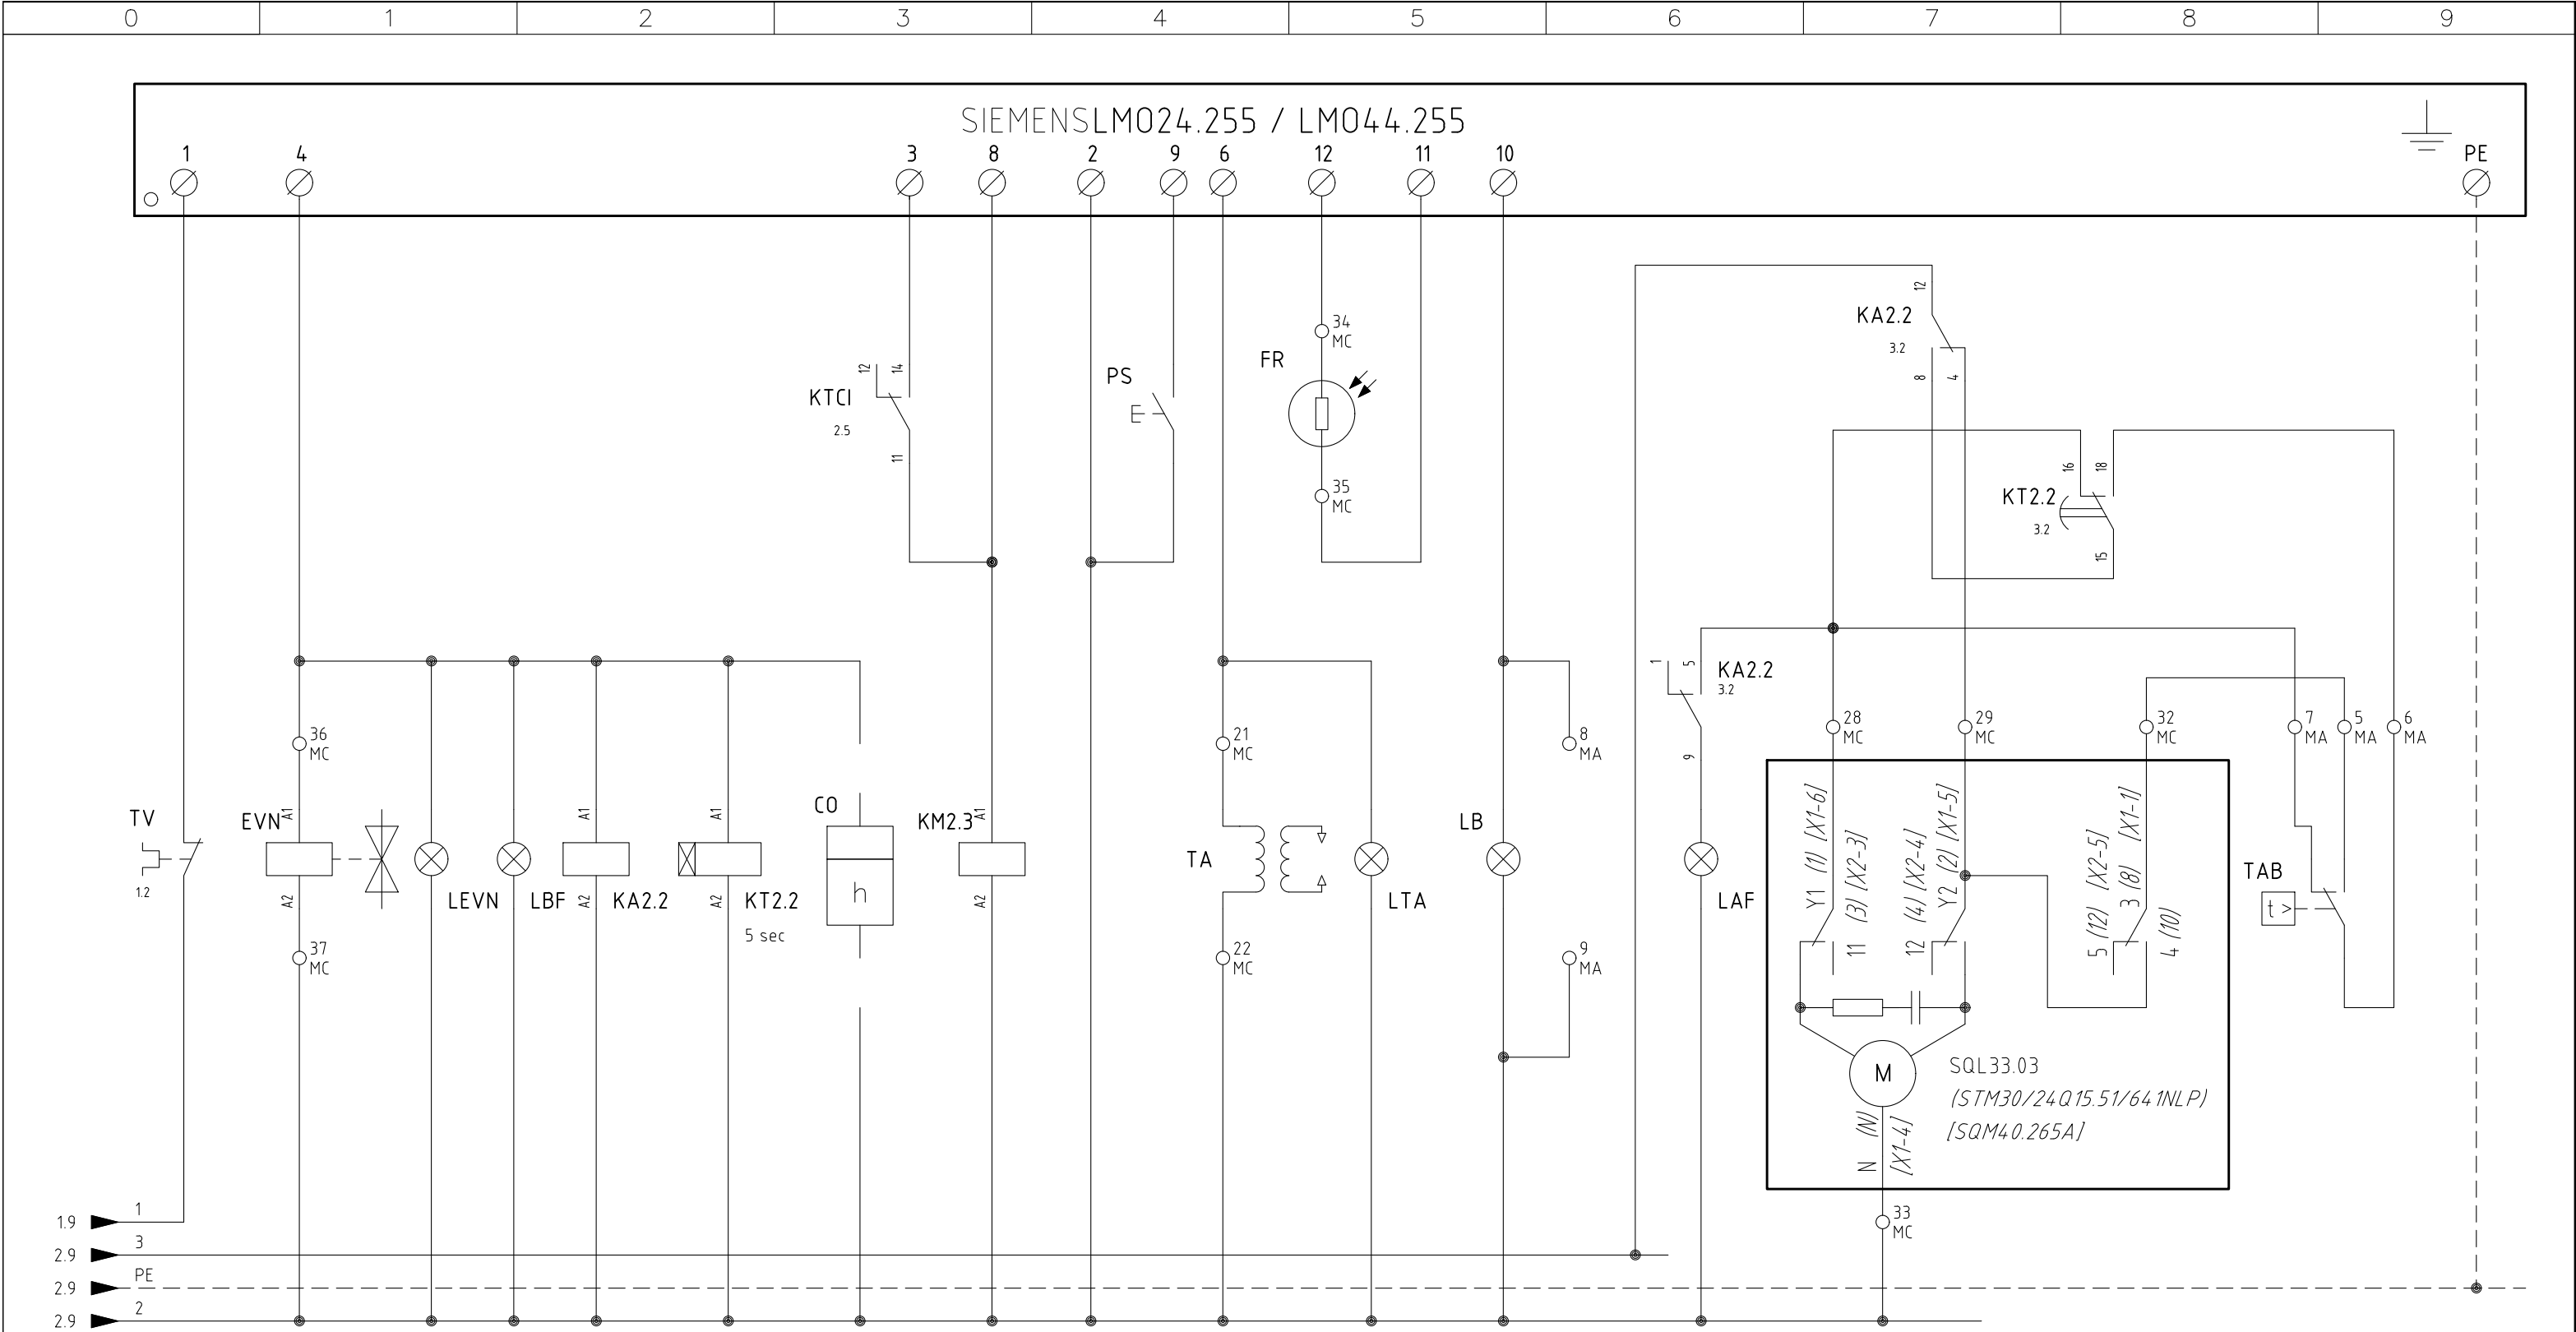 0 1 2 3 4 5 6 7 8 9
SIEMENS LMO24.255 / LMO44.255
1 4 3 8 2 9 6 12 11 10 PE
12
KA2.2
3.2
8 4
34
MC
FR
35
MC
12 14
KTCI
2.5
11
PS
E
16 18
KT2.2
3.2
15
1 5
KA2.2
3.2
9
36
MC
21
MC
8
MA
28
MC
29
MC
32
MC
7
MA
5
MA
6
MA
TV
1.2
EVN
A1
A2
37
MC
LEVN
LBF
A1
A2
KA2.2
A1
A2
KT2.2
5 sec
CO
h
KM2.3
A1
A2
TA
22
MC
LTA
LB
9
MA
LAF
Y1 (1) [X1-6]
11 (3) [X2-3]
12 (4) [X2-4]
Y2 (2) [X1-5]
5 (12) [X2-5]
3 (8) [X1-1]
4 (10)
TAB
t >
M
SQL33.03
(STM30/24Q15.51/641NLP)
[SQM40.265A]
N (N)
[X1-4]
33
MC
1.9 1
2.9 3
2.9 PE
2.9 2